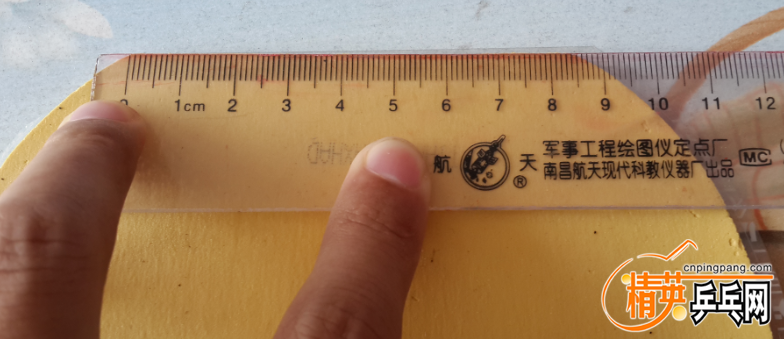 0 1cm 2 3 4 5 6 7 8 9 10 11 12
航 天 ®
军事工程绘图仪定点厂
南昌航天现代科教仪器厂出品
MC
cnpingpang.com
精英乒乓网